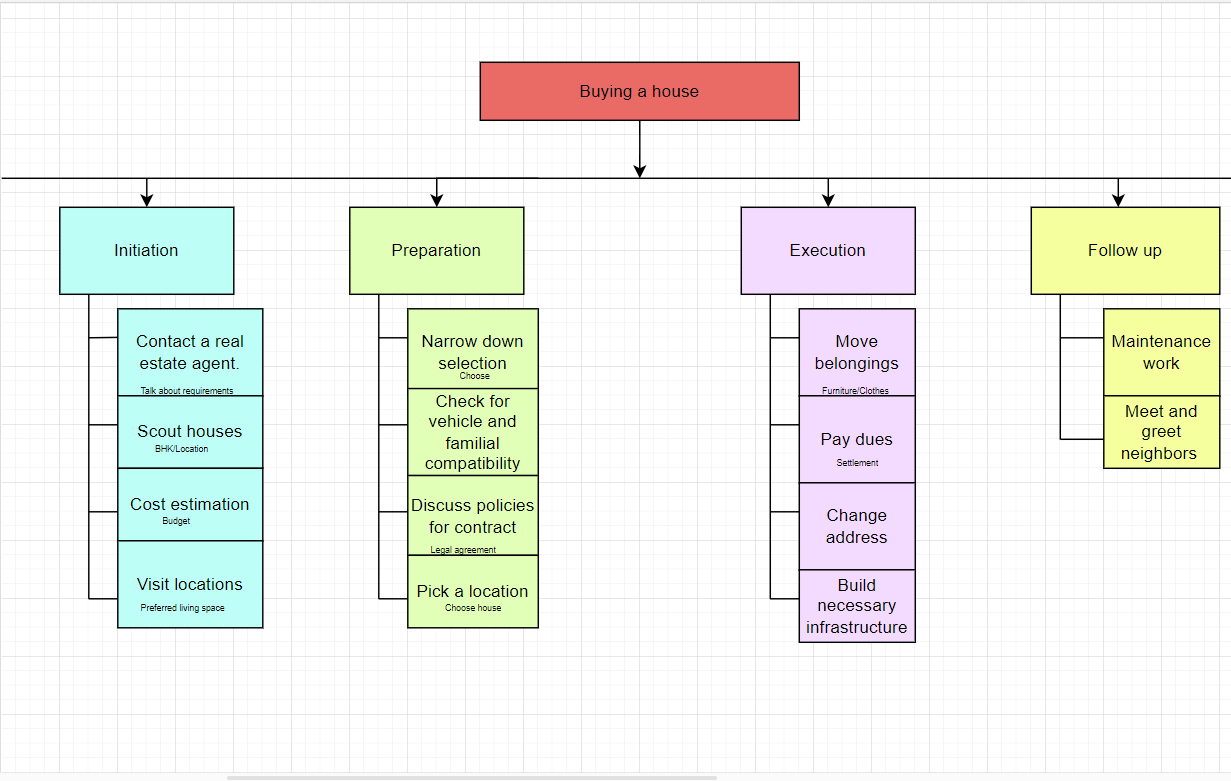 Buying a house
Initiation
Preparation
Execution
Follow up
Contact a real
estate agent.
Talk about requirements
Scout houses
BHK/Location
Cost estimation
Budget
Visit locations
Preferred living space
Narrow down
selection
Choose
Check for
vehicle and
familial
compatibility
Discuss policies
for contract
Legal agreement
Pick a location
Choose house
Move
belongings
Furniture/Clothes
Pay dues
Settlement
Change
address
Build
necessary
infrastructure
Maintenance
work
Meet and
greet
neighbors